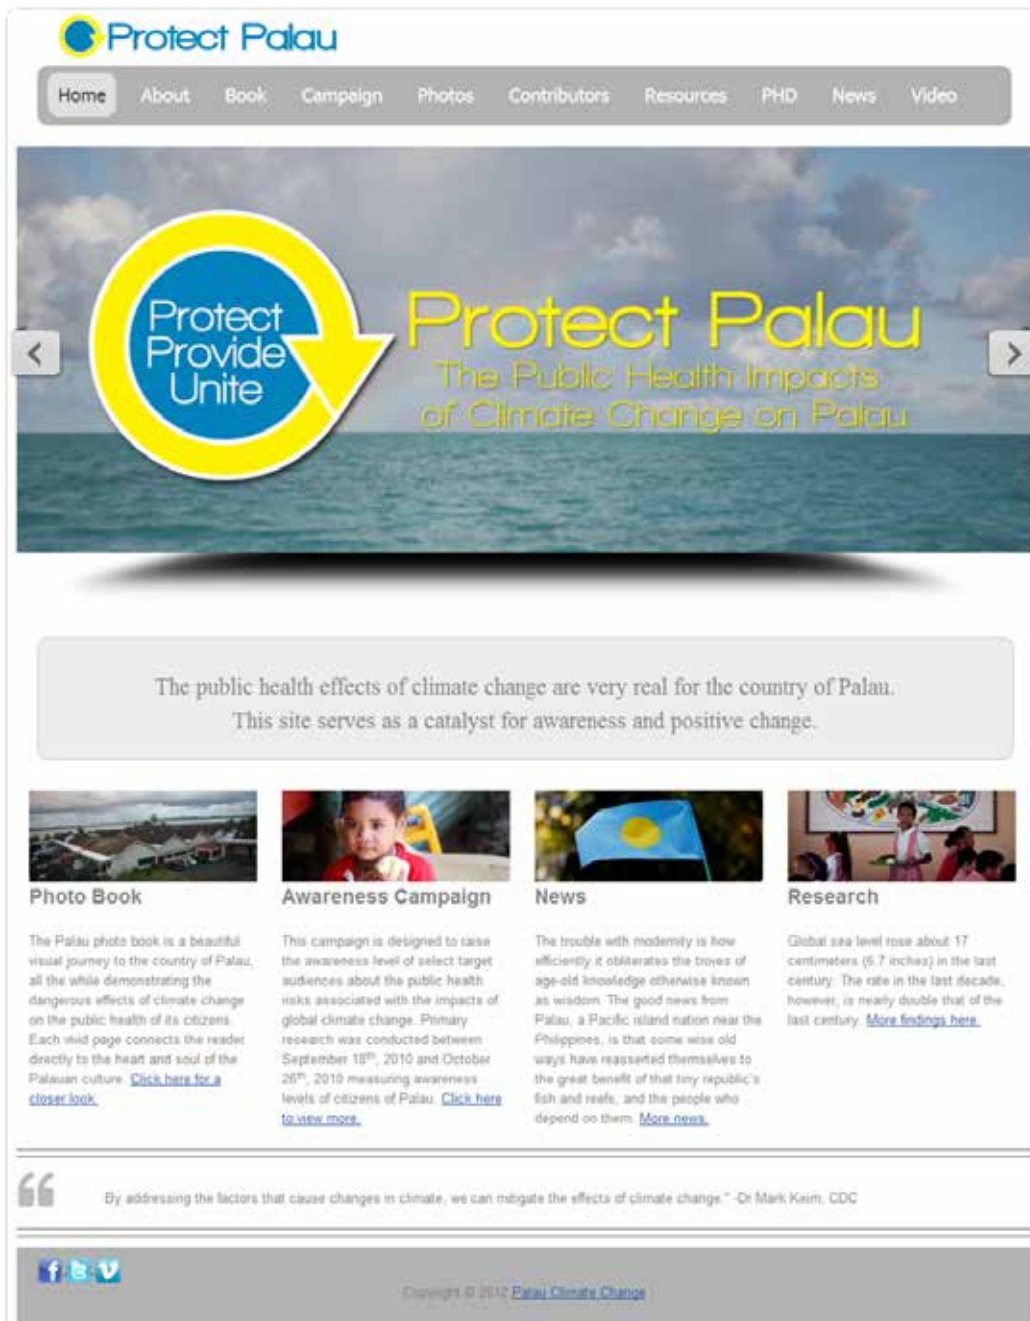 Protect Palau
Home About Book Campaign Photos Contributors Resources PHD News Video
Protect
Provide
Unite
Protect Palau
The Public Health Impacts
of Climate Change on Palau
The public health effects of climate change are very real for the country of Palau.
This site serves as a catalyst for awareness and positive change.
Photo Book
The Palau photo book is a beautiful
visual journey to the country of Palau,
all the while demonstrating the
dangerous effects of climate change
on the public health of its citizens.
Each vivid page connects the reader
directly to the heart and soul of the
Palauan culture. Click here for a
closer look.
Awareness Campaign
This campaign is designed to raise
the awareness level of select target
audiences about the public health
risks associated with the impacts of
global climate change. Primary
research was conducted between
September 18th, 2010 and October
26th, 2010 measuring awareness
levels of citizens of Palau. Click here
to view more.
News
The trouble with modernity is how
efficiently it obliterates the troves of
age-old knowledge otherwise known
as wisdom. The good news from
Palau, a Pacific island nation near the
Philippines, is that some wise old
ways have reasserted themselves to
the great benefit of that tiny republic's
fish and reefs, and the people who
depend on them. More news.
Research
Global sea level rose about 17
centimeters (6.7 inches) in the last
century. The rate in the last decade,
however, is nearly double that of the
last century. More findings here.
“ By addressing the factors that cause changes in climate, we can mitigate the effects of climate change." -Dr Mark Keim, CDC
Copyright © 2012 Palau Climate Change